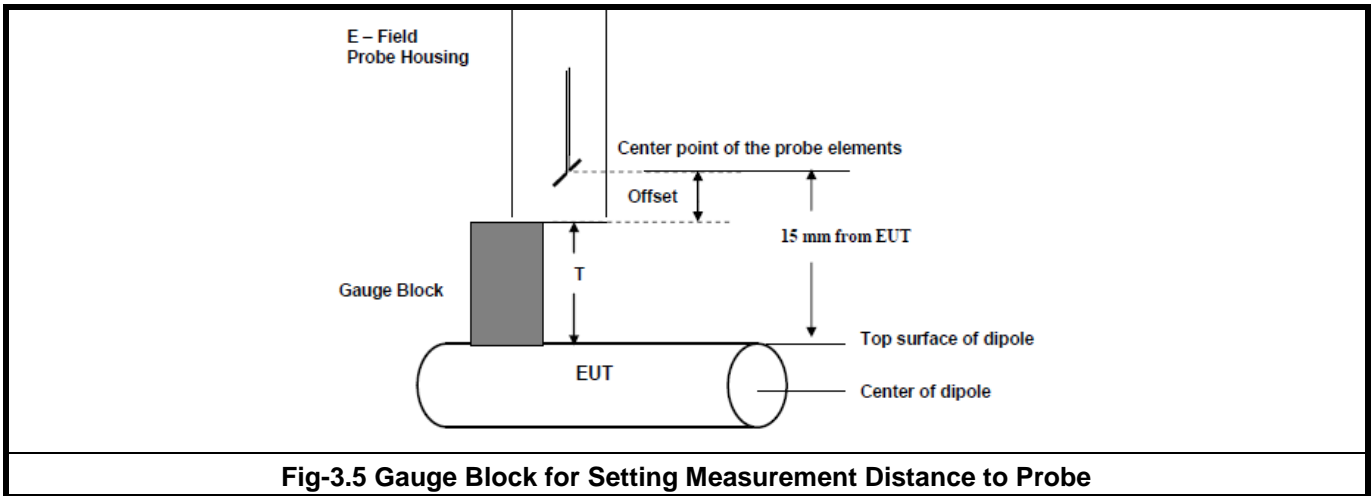 E – Field
Probe Housing
Center point of the probe elements
Offset
15 mm from EUT
T
Gauge Block
Top surface of dipole
EUT
Center of dipole
Fig-3.5 Gauge Block for Setting Measurement Distance to Probe